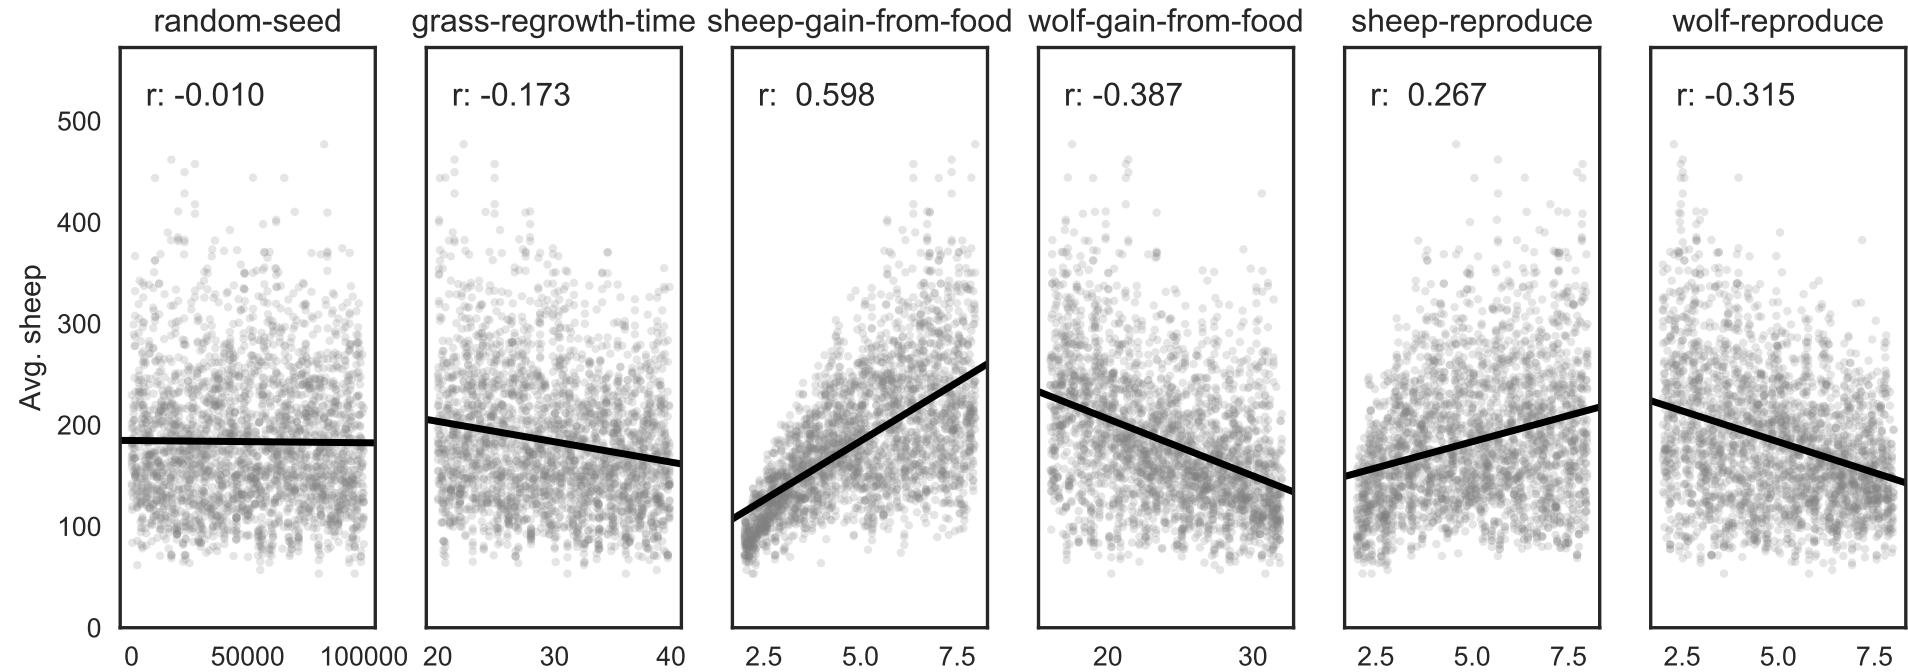 random-seed grass-regrowth-time sheep-gain-from-food wolf-gain-from-food sheep-reproduce wolf-reproduce
r: -0.010 r: -0.173 r: 0.598 r: -0.387 r: 0.267 r: -0.315
500
400
300
200
100
0
Avg. sheep
0 50000 100000 20 30 40 2.5 5.0 7.5 20 30 2.5 5.0 7.5 2.5 5.0 7.5